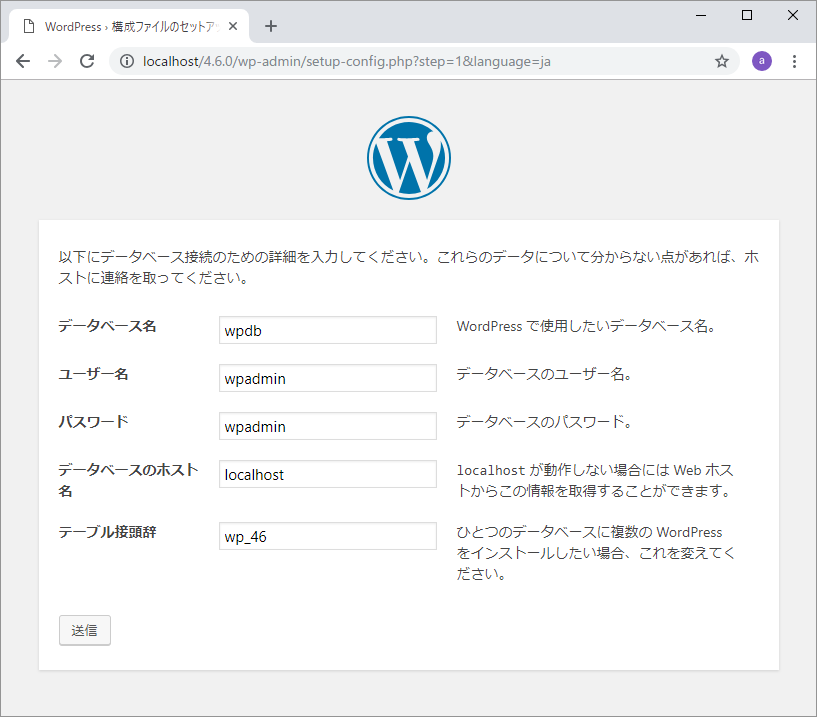 WordPress › 構成ファイルのセットア
localhost/4.6.0/wp-admin/setup-config.php?step=1&language=ja
a
以下にデータベース接続のための詳細を入力してください。これらのデータについて分からない点があれば、ホ
ストに連絡を取ってください。
データベース名
wpdb
WordPress で使用したいデータベース名。
ユーザー名
wpadmin
データベースのユーザー名。
パスワード
wpadmin
データベースのパスワード。
データベースのホスト
名
localhost
localhost が動作しない場合には Web ホス
トからこの情報を取得することができます。
テーブル接頭辞
wp_46
ひとつのデータベースに複数の WordPress
をインストールしたい場合、これを変えてく
ださい。
送信